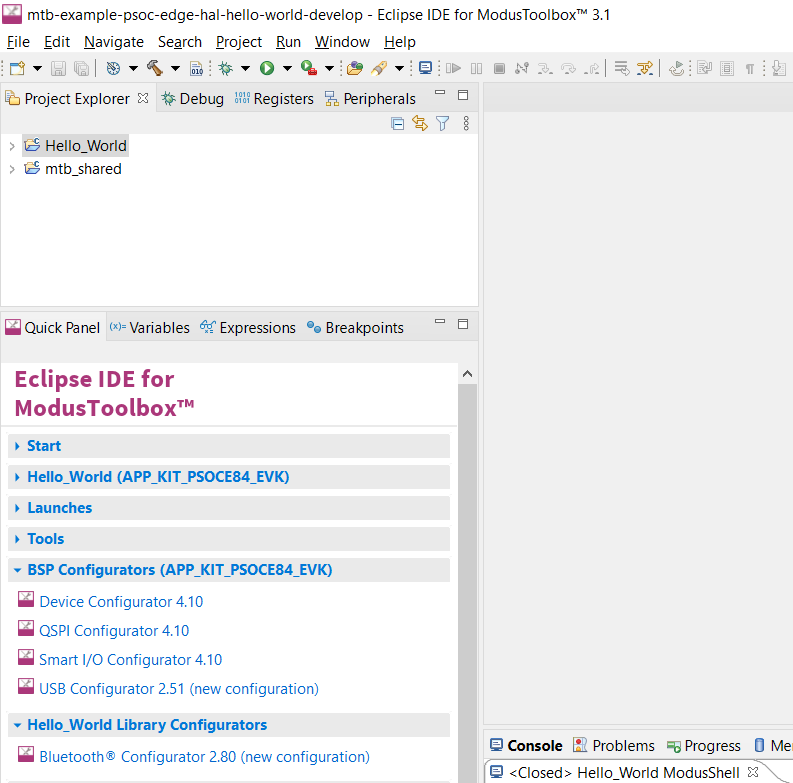 mtb-example-psoc-edge-hal-hello-world-develop - Eclipse IDE for ModusToolbox™ 3.1
File Edit Navigate Search Project Run Window Help
010
Project Explorer Debug 1010 0101 Registers Peripherals
Hello_World
mtb_shared
Quick Panel (x)= Variables Expressions Breakpoints
Eclipse IDE for
ModusToolbox™
Start
Hello_World (APP_KIT_PSOCE84_EVK)
Launches
Tools
BSP Configurators (APP_KIT_PSOCE84_EVK)
Device Configurator 4.10
QSPI Configurator 4.10
Smart I/O Configurator 4.10
USB Configurator 2.51 (new configuration)
Hello_World Library Configurators
Bluetooth® Configurator 2.80 (new configuration)
Console Problems Progress Me
<Closed> Hello_World ModusShell